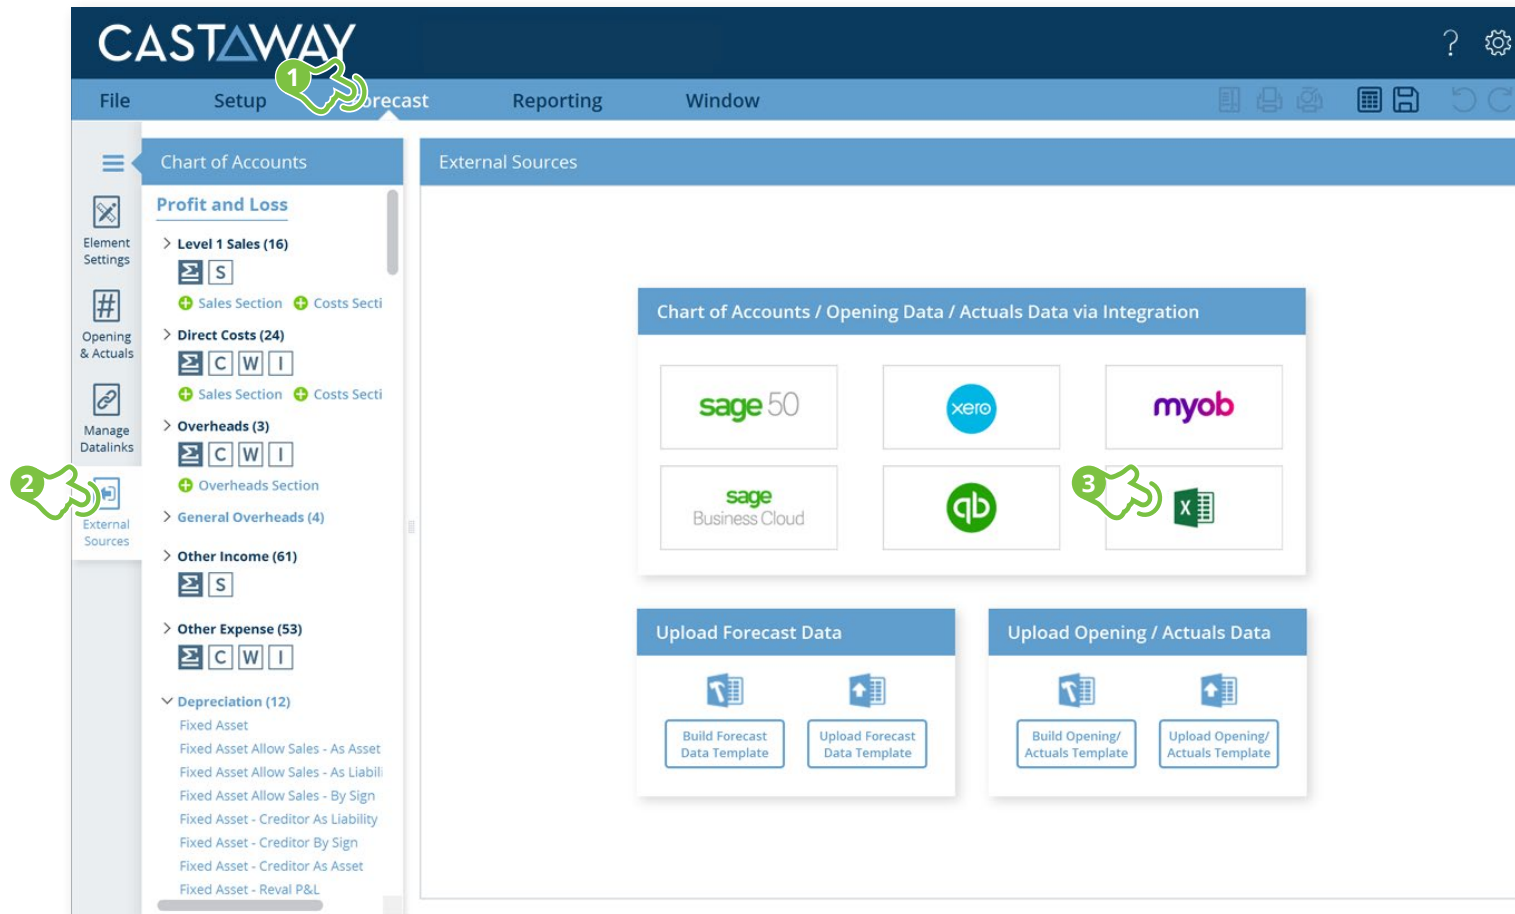 CASTAWAY
?
1
File Setup Forecast Reporting Window
Chart of Accounts
External Sources
Profit and Loss
Element
Settings
Level 1 Sales (16)
Σ S
Sales Section Costs Secti
#
Opening
& Actuals
Direct Costs (24)
Σ C W I
Sales Section Costs Secti
Manage
Datalinks
Overheads (3)
Σ C W I
Overheads Section
2
External
Sources
General Overheads (4)
Other Income (61)
Σ S
Other Expense (53)
Σ C W I
Depreciation (12)
Fixed Asset
Fixed Asset Allow Sales - As Asset
Fixed Asset Allow Sales - As Liabili
Fixed Asset Allow Sales - By Sign
Fixed Asset - Creditor As Liability
Fixed Asset - Creditor By Sign
Fixed Asset - Creditor As Asset
Fixed Asset - Reval P&L
Chart of Accounts / Opening Data / Actuals Data via Integration
sage 50
xero
myob
sage
Business Cloud
qb
3
X
Upload Forecast Data
Build Forecast
Data Template
Upload Forecast
Data Template
Upload Opening / Actuals Data
Build Opening/
Actuals Template
Upload Opening/
Actuals Template